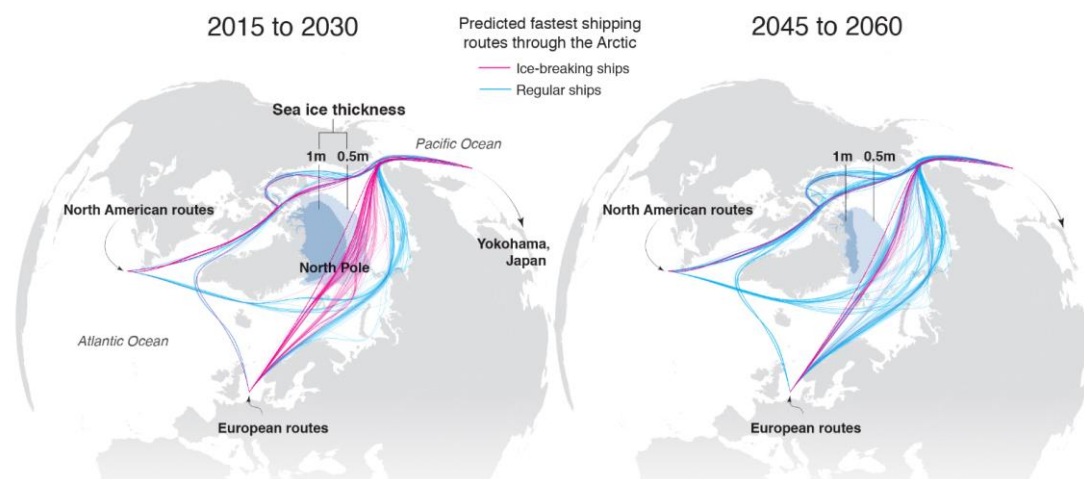 2015 to 2030
Predicted fastest shipping
routes through the Arctic
Ice-breaking ships
Regular ships
2045 to 2060
Sea ice thickness
1m 0.5m
Pacific Ocean
North American routes
Yokohama,
Japan
North Pole
Atlantic Ocean
European routes
1m 0.5m
North American routes
European routes